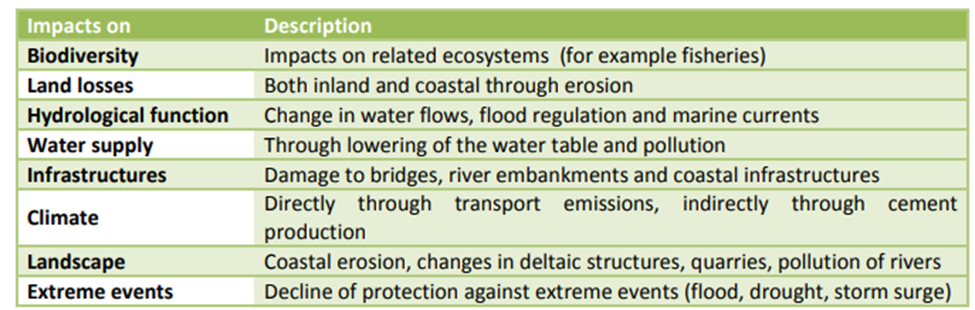 Impacts on Description
Biodiversity Impacts on related ecosystems (for example fisheries)
Land losses Both inland and coastal through erosion
Hydrological function Change in water flows, flood regulation and marine currents
Water supply Through lowering of the water table and pollution
Infrastructures Damage to bridges, river embankments and coastal infrastructures
Climate Directly through transport emissions, indirectly through cement
production
Landscape Coastal erosion, changes in deltaic structures, quarries, pollution of rivers
Extreme events Decline of protection against extreme events (flood, drought, storm surge)